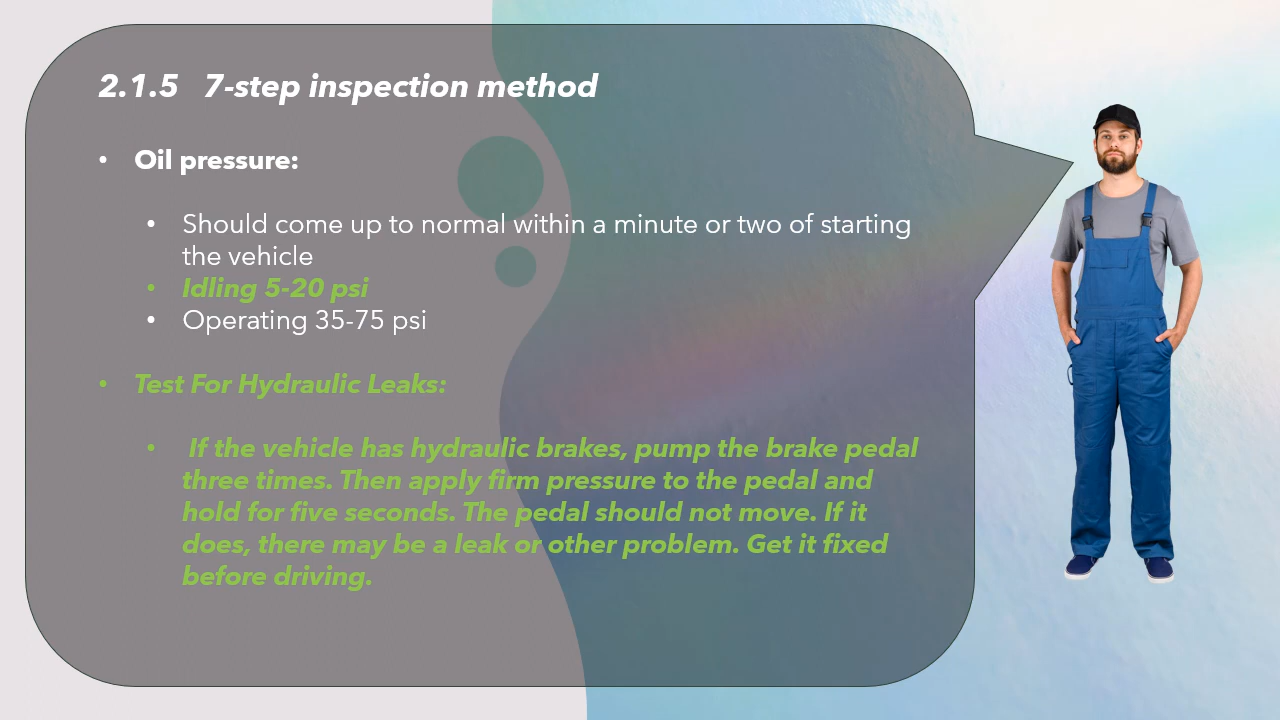 2.1.5 7-step inspection method
• Oil pressure:
• Should come up to normal within a minute or two of starting
the vehicle
• Idling 5-20 psi
• Operating 35-75 psi
• Test For Hydraulic Leaks:
• If the vehicle has hydraulic brakes, pump the brake pedal
three times. Then apply firm pressure to the pedal and
hold for five seconds. The pedal should not move. If it
does, there may be a leak or other problem. Get it fixed
before driving.